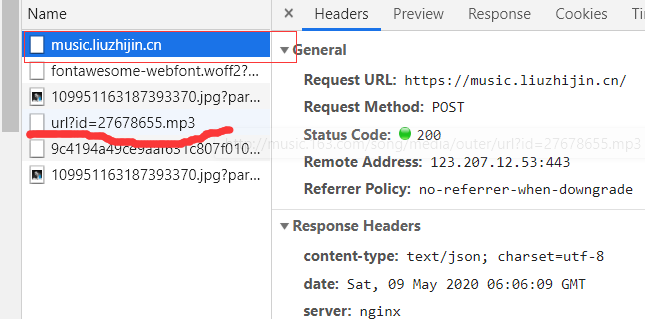 Name
music.liuzhijin.cn
fontawesome-webfont.woff2?...
109951163187393370.jpg?par...
url?id=27678655.mp3
9c4194a49ce9aaf631c807f010...
109951163187393370.jpg?par...
× Headers Preview Response Cookies Timing
General
Request URL: https://music.liuzhijin.cn/
Request Method: POST
Status Code: 200
http://music.163.com/song/media/outer/url?id=27678655.mp3
Remote Address: 123.207.12.53:443
Referrer Policy: no-referrer-when-downgrade
Response Headers
content-type: text/json; charset=utf-8
date: Sat, 09 May 2020 06:06:09 GMT
server: nginx